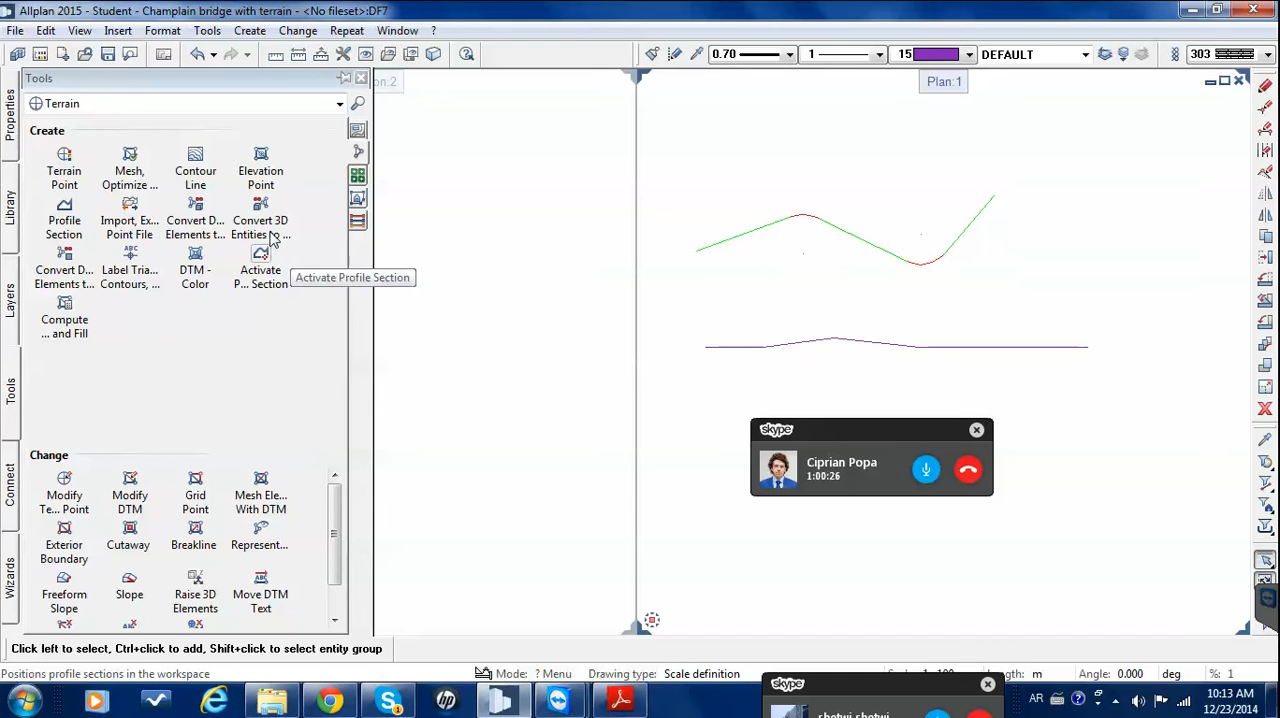 Allplan 2015 - Student - Champlain bridge with terrain - <No fileset>:DF7
File Edit View Insert Format Tools Create Change Repeat Window ?
0.70 1 15 DEFAULT 303
Tools
on:2
Plan:1
Terrain
Create
Terrain Point
Mesh, Optimize ...
Contour Line
Elevation Point
Profile Section
Import, Ex... Point File
Convert D... Elements t...
Convert 3D Entities to ...
Convert D... Elements t...
Label Tria... Contours, ...
DTM - Color
Activate P... Section
Activate Profile Section
Compute ... and Fill
Properties
Library
Layers
Tools
Connect
Wizards
Change
Modify Te... Point
Modify DTM
Grid Point
Mesh Ele... With DTM
Exterior Boundary
Cutaway
Breakline
Represent...
Freeform Slope
Slope
Raise 3D Elements
Move DTM Text
skype
Ciprian Popa
1:00:26
Click left to select, Ctrl+click to add, Shift+click to select entity group
Positions profile sections in the workspace
Mode: ? Menu
Drawing type: Scale definition
Angle: 0.000 deg
%: 1
skype
AR
10:13 AM
12/23/2014